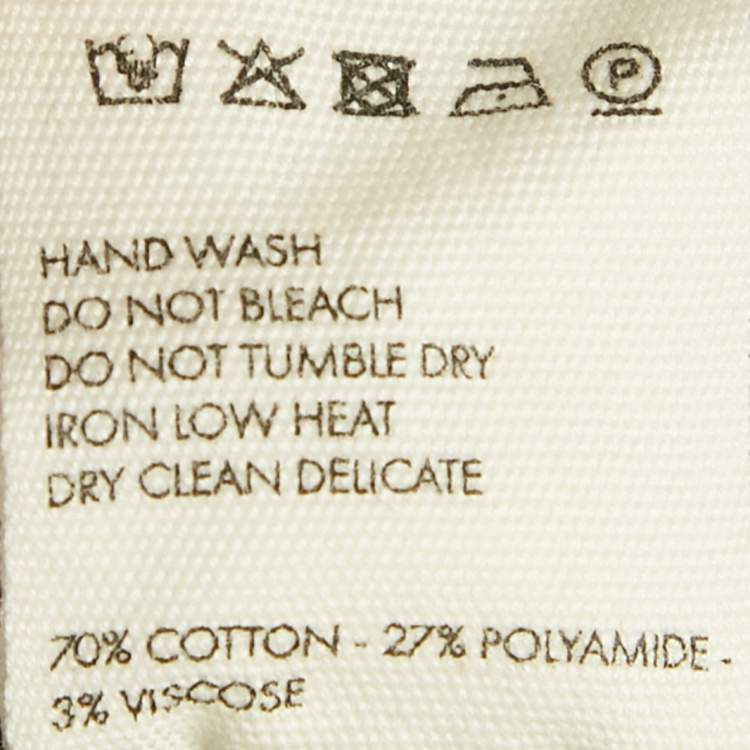 P
HAND WASH
DO NOT BLEACH
DO NOT TUMBLE DRY
IRON LOW HEAT
DRY CLEAN DELICATE
70% COTTON - 27% POLYAMIDE -
3% VISCOSE